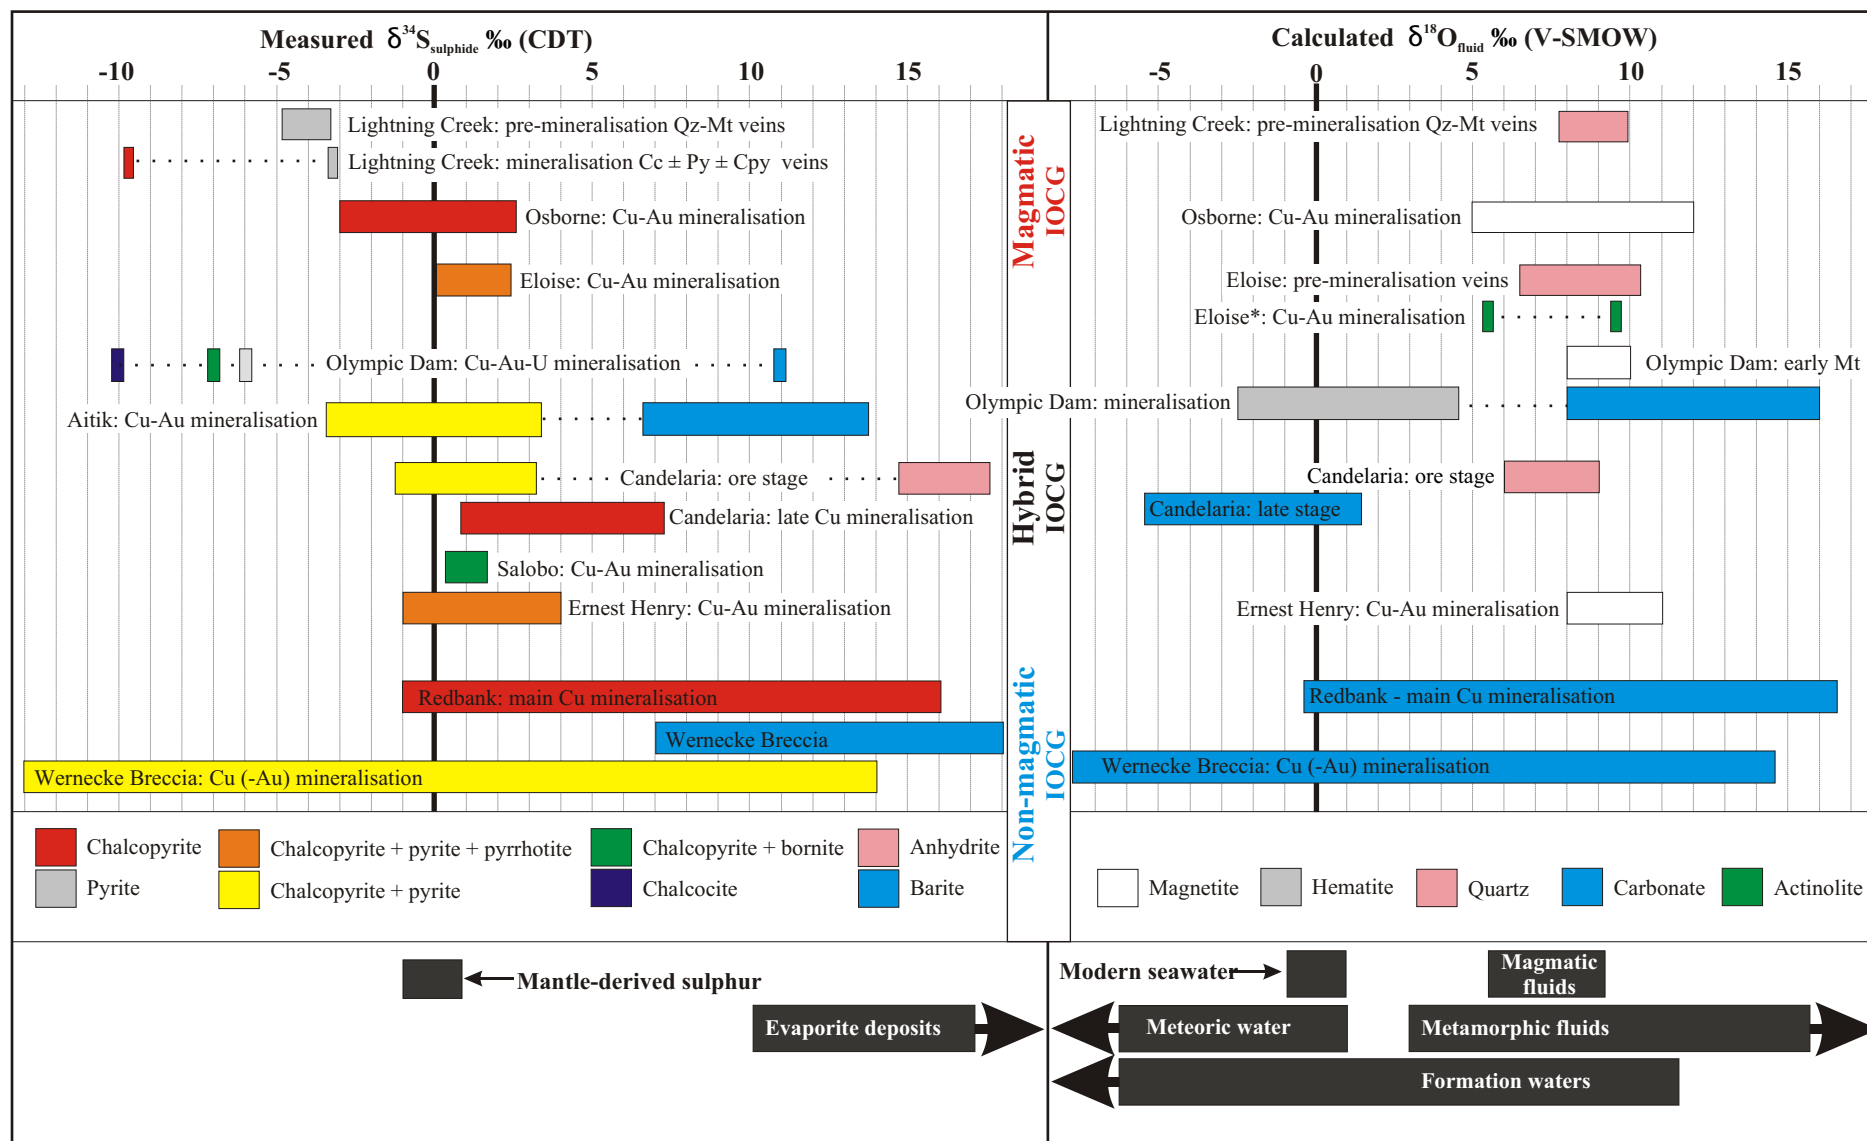 Measured δ34Ssulphide ‰ (CDT)
-10 -5 0 5 10 15
Lightning Creek: pre-mineralisation Qz-Mt veins
Lightning Creek: mineralisation Cc ± Py ± Cpy veins
Osborne: Cu-Au mineralisation
Eloise: Cu-Au mineralisation
Olympic Dam: Cu-Au-U mineralisation
Aitik: Cu-Au mineralisation
Candelaria: ore stage
Candelaria: late Cu mineralisation
Salobo: Cu-Au mineralisation
Ernest Henry: Cu-Au mineralisation
Redbank: main Cu mineralisation
Wernecke Breccia
Wernecke Breccia: Cu (-Au) mineralisation
Chalcopyrite
Chalcopyrite + pyrite + pyrrhotite
Chalcopyrite + bornite
Anhydrite
Pyrite
Chalcopyrite + pyrite
Chalcocite
Barite
Mantle-derived sulphur
Evaporite deposits
Magmatic
IOCG
Hybrid
IOCG
Non-magmatic
IOCG
Calculated δ18Ofluid ‰ (V-SMOW)
-5 0 5 10 15
Lightning Creek: pre-mineralisation Qz-Mt veins
Osborne: Cu-Au mineralisation
Eloise: pre-mineralisation veins
Eloise*: Cu-Au mineralisation
Olympic Dam: early Mt
Olympic Dam: mineralisation
Candelaria: ore stage
Candelaria: late stage
Ernest Henry: Cu-Au mineralisation
Redbank - main Cu mineralisation
Wernecke Breccia: Cu (-Au) mineralisation
Magnetite
Hematite
Quartz
Carbonate
Actinolite
Modern seawater
Magmatic
fluids
Meteoric water
Metamorphic fluids
Formation waters